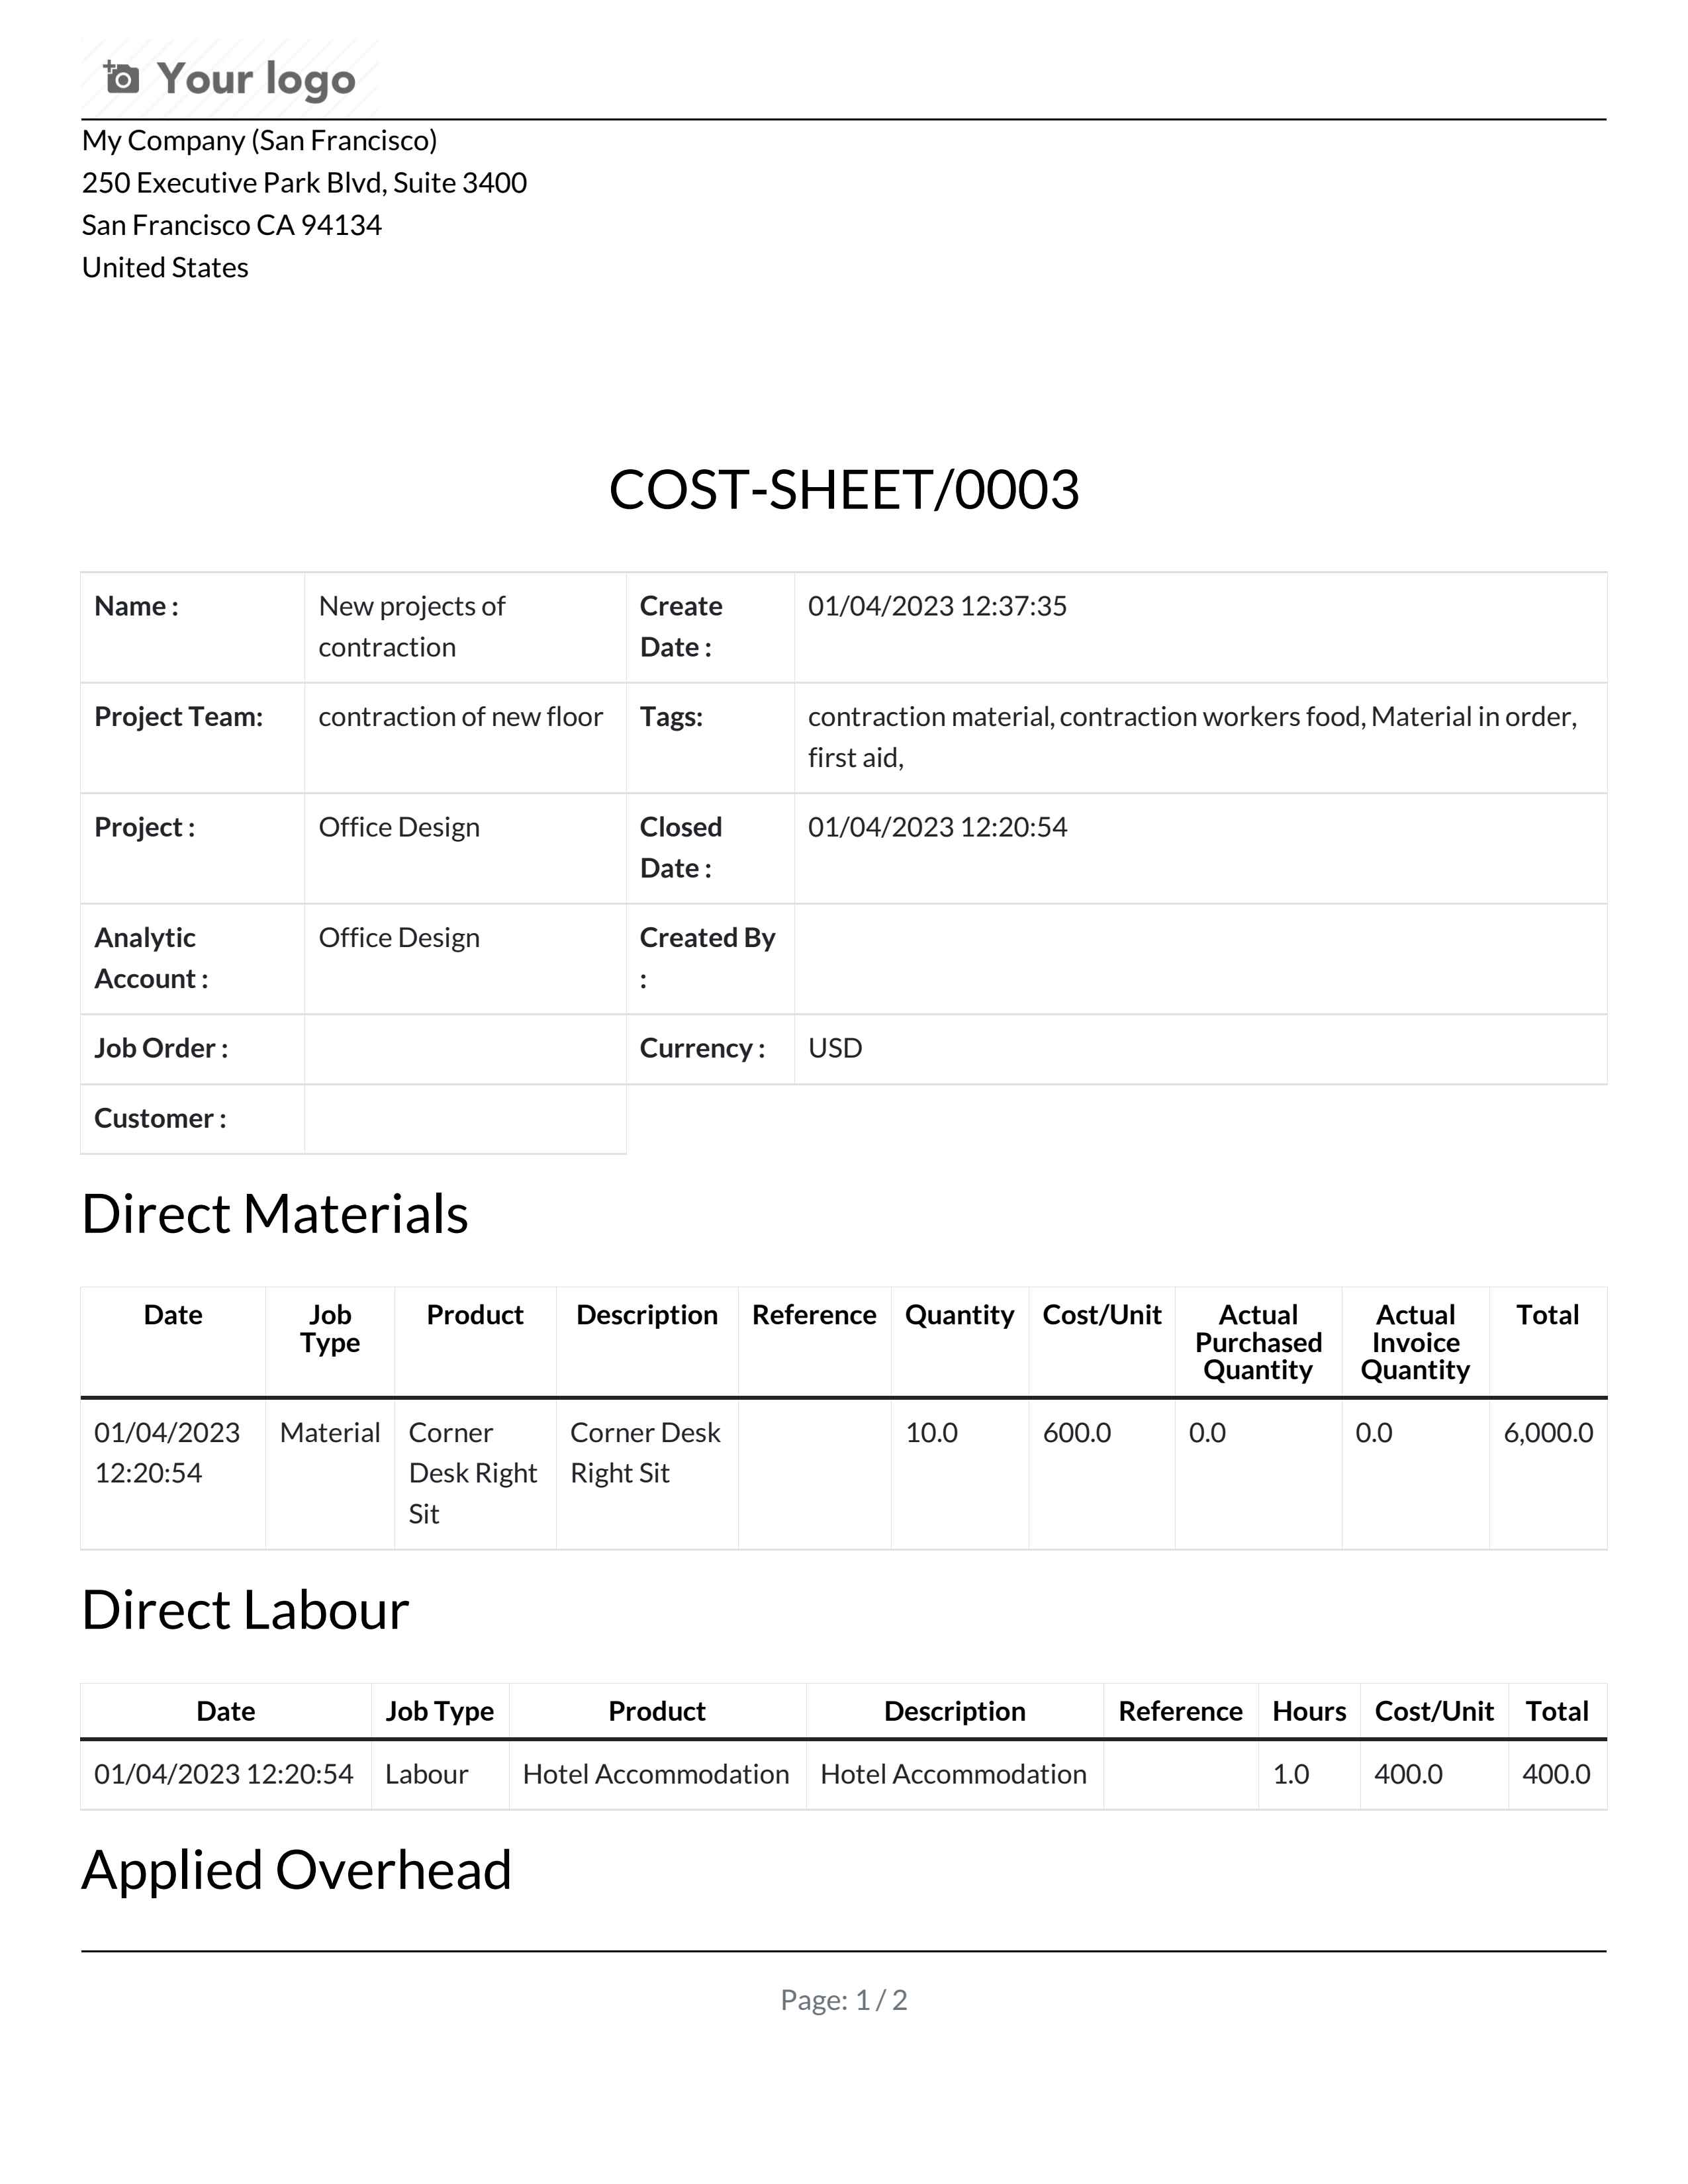 Your logo
My Company (San Francisco)
250 Executive Park Blvd, Suite 3400
San Francisco CA 94134
United States
COST-SHEET/0003
Name : New projects of contraction Create Date : 01/04/2023 12:37:35
Project Team: contraction of new floor Tags: contraction material, contraction workers food, Material in order, first aid,
Project : Office Design Closed Date : 01/04/2023 12:20:54
Analytic Account : Office Design Created By :
Job Order : Currency : USD
Customer :
Direct Materials
Date Job Type Product Description Reference Quantity Cost/Unit Actual Purchased Quantity Actual Invoice Quantity Total
01/04/2023 12:20:54 Material Corner Desk Right Sit Corner Desk Right Sit 10.0 600.0 0.0 0.0 6,000.0
Direct Labour
Date Job Type Product Description Reference Hours Cost/Unit Total
01/04/2023 12:20:54 Labour Hotel Accommodation Hotel Accommodation 1.0 400.0 400.0
Applied Overhead
Page: 1 / 2